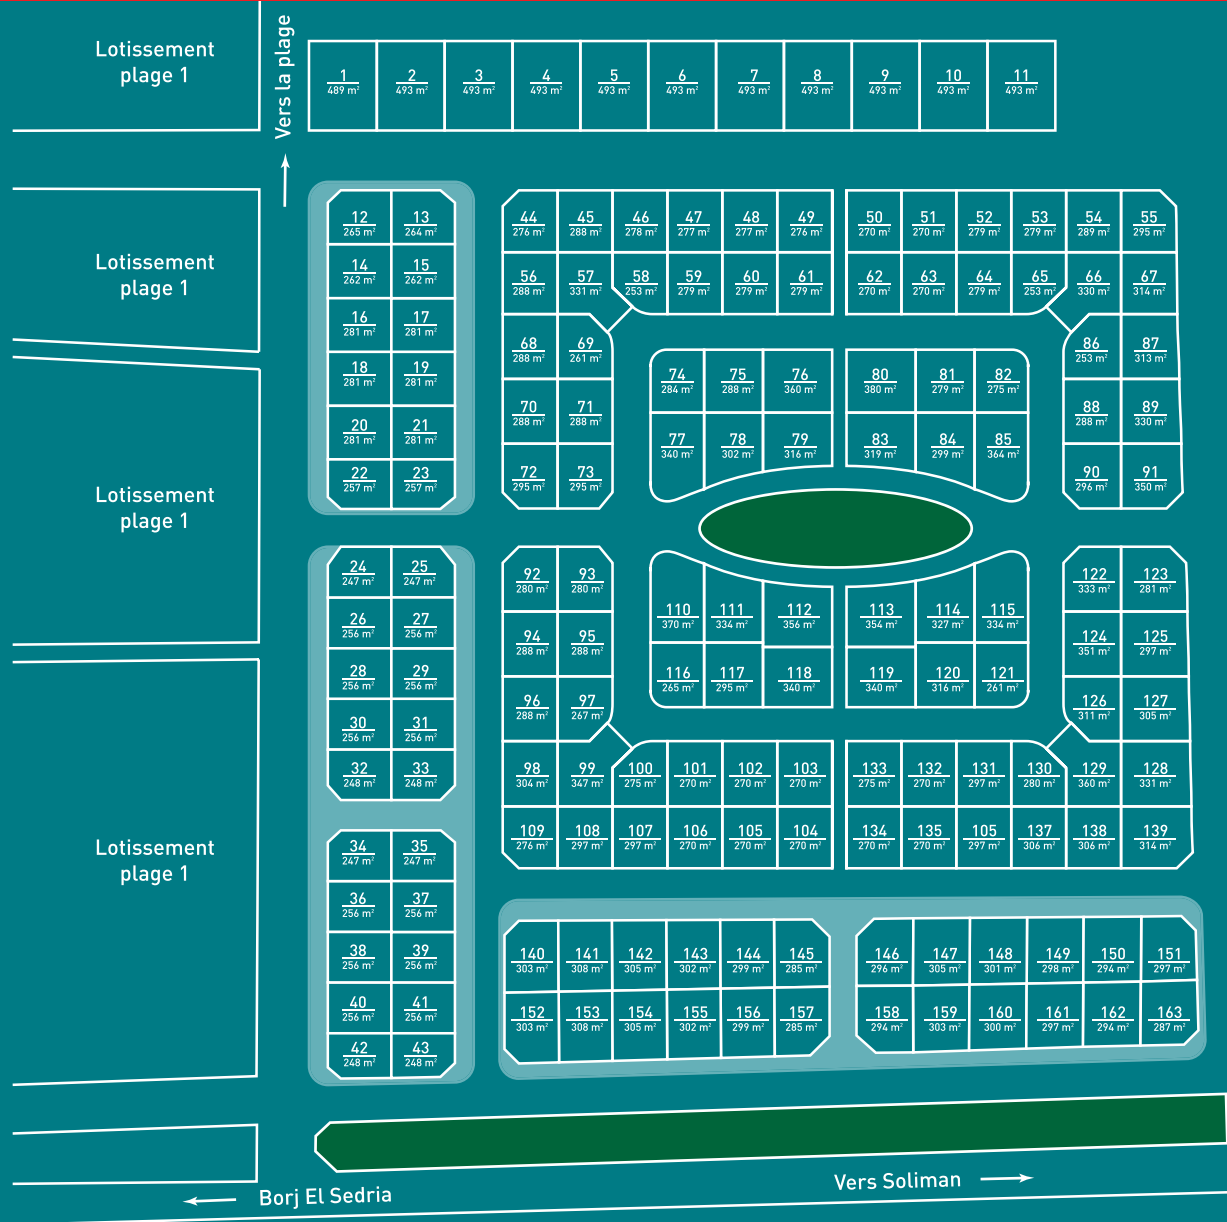 Lotissement
plage 1
Vers la plage
1
489 m²
2
493 m²
3
493 m²
4
493 m²
5
493 m²
6
493 m²
7
493 m²
8
493 m²
9
493 m²
10
493 m²
11
493 m²
Lotissement
plage 1
12
265 m²
13
264 m²
14
262 m²
15
262 m²
16
281 m²
17
281 m²
18
281 m²
19
281 m²
20
281 m²
21
281 m²
22
257 m²
23
257 m²
44
276 m²
45
288 m²
46
278 m²
47
277 m²
48
277 m²
49
276 m²
50
270 m²
51
270 m²
52
279 m²
53
279 m²
54
289 m²
55
295 m²
56
288 m²
57
331 m²
58
253 m²
59
279 m²
60
279 m²
61
279 m²
62
270 m²
63
270 m²
64
279 m²
65
253 m²
66
330 m²
67
314 m²
68
288 m²
69
261 m²
70
288 m²
71
288 m²
72
295 m²
73
295 m²
74
284 m²
75
288 m²
76
360 m²
77
340 m²
78
302 m²
79
316 m²
80
380 m²
81
279 m²
82
275 m²
83
319 m²
84
299 m²
85
364 m²
86
253 m²
87
313 m²
88
288 m²
89
330 m²
90
296 m²
91
350 m²
Lotissement
plage 1
24
247 m²
25
247 m²
26
256 m²
27
256 m²
28
256 m²
29
256 m²
30
256 m²
31
256 m²
32
248 m²
33
248 m²
92
280 m²
93
280 m²
94
288 m²
95
288 m²
96
288 m²
97
267 m²
98
304 m²
99
347 m²
100
275 m²
101
270 m²
102
270 m²
103
270 m²
109
276 m²
108
297 m²
107
297 m²
106
270 m²
105
270 m²
104
270 m²
110
370 m²
111
334 m²
112
356 m²
113
354 m²
114
327 m²
115
334 m²
116
265 m²
117
295 m²
118
340 m²
119
340 m²
120
316 m²
121
261 m²
122
333 m²
123
281 m²
124
351 m²
125
297 m²
126
311 m²
127
305 m²
133
275 m²
132
270 m²
131
297 m²
130
280 m²
129
360 m²
128
331 m²
134
270 m²
135
270 m²
105
297 m²
137
306 m²
138
306 m²
139
314 m²
Lotissement
plage 1
34
247 m²
35
247 m²
36
256 m²
37
256 m²
38
256 m²
39
256 m²
40
256 m²
41
256 m²
42
248 m²
43
248 m²
140
303 m²
141
308 m²
142
305 m²
143
302 m²
144
299 m²
145
285 m²
146
296 m²
147
305 m²
148
301 m²
149
298 m²
150
294 m²
151
297 m²
152
303 m²
153
308 m²
154
305 m²
155
302 m²
156
299 m²
157
285 m²
158
294 m²
159
303 m²
160
300 m²
161
297 m²
162
294 m²
163
287 m²
Vers Soliman
Borj El Sedria